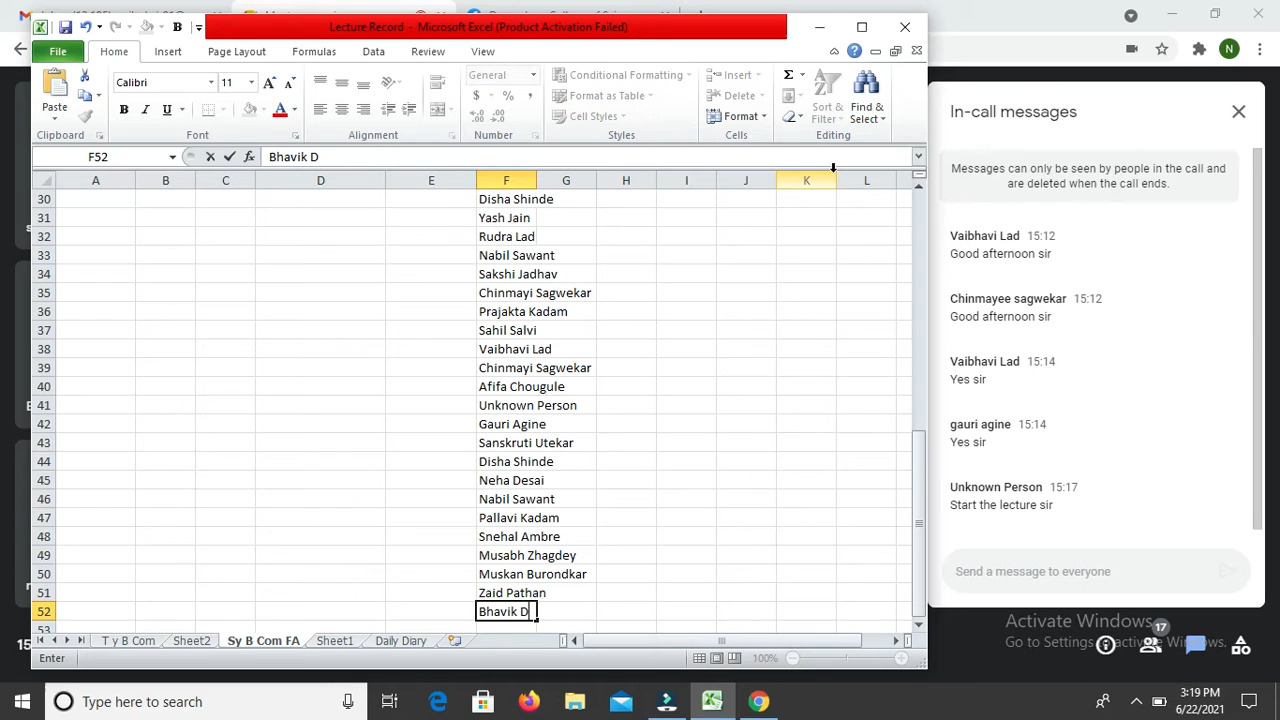 Lecture Record - Microsoft Excel (Product Activation Failed)
File Home Insert Page Layout Formulas Data Review View
Paste
Calibri 11
B I U A
General
$ % ,
Conditional Formatting
Format as Table
Cell Styles
Insert
Delete
Format
Σ
Sort & Filter
Find & Select
Clipboard Font Alignment Number Styles Cells Editing
F52 fx Bhavik D
A B C D E F G H I J K L
30 Disha Shinde
31 Yash Jain
32 Rudra Lad
33 Nabil Sawant
34 Sakshi Jadhav
35 Chinmayi Sagwekar
36 Prajakta Kadam
37 Sahil Salvi
38 Vaibhavi Lad
39 Chinmayi Sagwekar
40 Afifa Chougule
41 Unknown Person
42 Gauri Agine
43 Sanskruti Utekar
44 Disha Shinde
45 Neha Desai
46 Nabil Sawant
47 Pallavi Kadam
48 Snehal Ambre
49 Musabh Zhagdey
50 Muskan Burondkar
51 Zaid Pathan
52 Bhavik D
53
T y B Com Sheet2 Sy B Com FA Sheet1 Daily Diary
Enter 100%
N
In-call messages
Messages can only be seen by people in the call and
are deleted when the call ends.
Vaibhavi Lad 15:12
Good afternoon sir
Chinmayee sagwekar 15:12
Good afternoon sir
Vaibhavi Lad 15:14
Yes sir
gauri agine 15:14
Yes sir
Unknown Person 15:17
Start the lecture sir
Send a message to everyone
Activate Windows
Go to Settings to activate Windows.
17
Type here to search
3:19 PM
6/22/2021